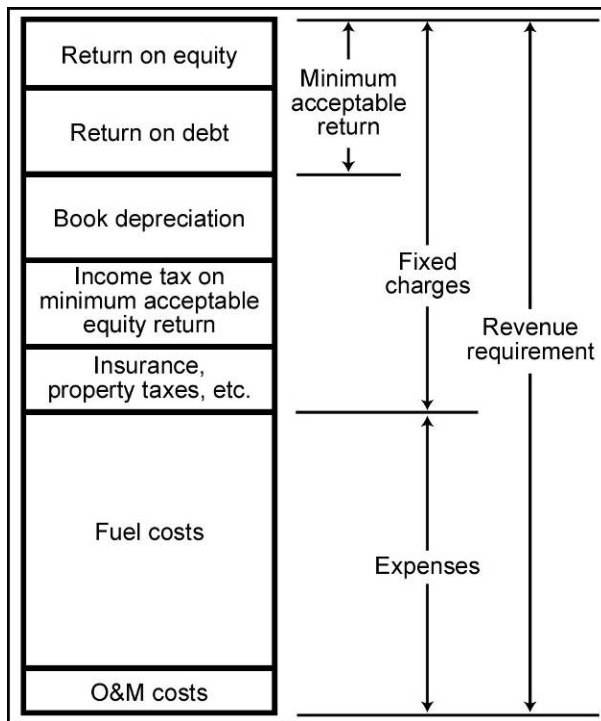 Return on equity
Return on debt
Book depreciation
Income tax on
minimum acceptable
equity return
Insurance,
property taxes, etc.
Fuel costs
O&M costs
Minimum
acceptable
return
Fixed
charges
Expenses
Revenue
requirement